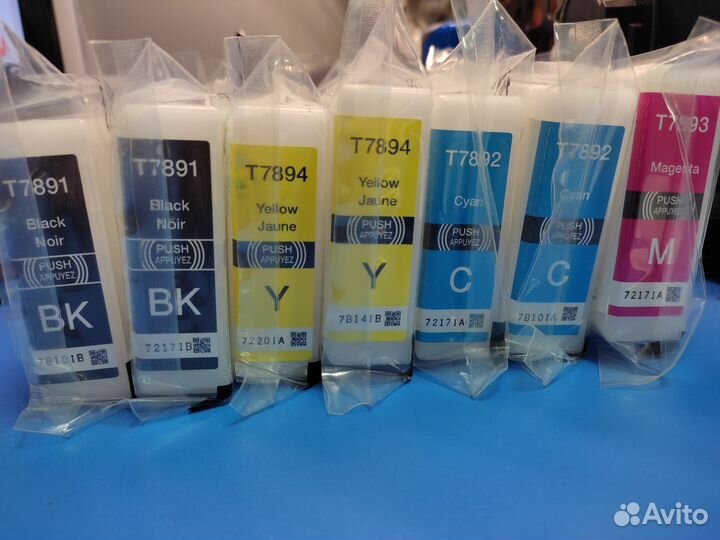 T7891
Black
Noir
PUSH
APPUYEZ
BK
7B101B
T7891
Black
Noir
PUSH
APPUYEZ
BK
72171B
T7894
Yellow
Jaune
PUSH
APPUYEZ
Y
72201A
T7894
Yellow
Jaune
PUSH
APPUYEZ
Y
7B141B
T7892
Cyan
PUSH
APPUYEZ
C
72171A
T7892
Cyan
PUSH
APPUYEZ
C
7B101A
T7893
Magenta
PUSH
APPUYEZ
M
72171A
Avito